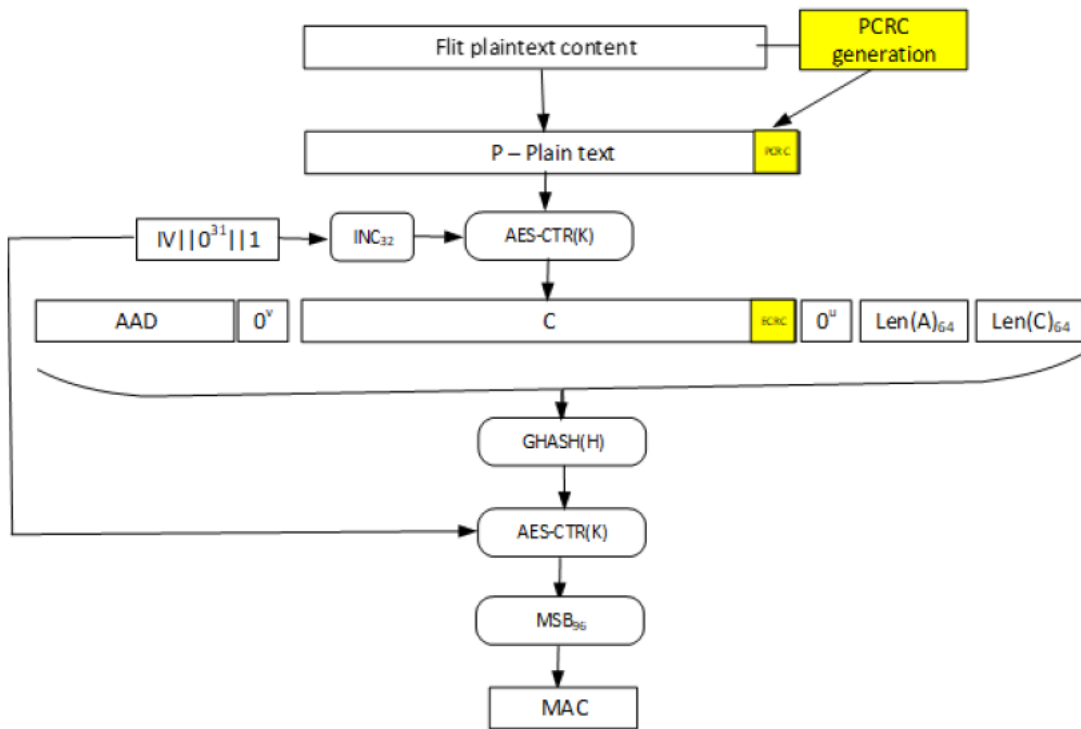 Flit plaintext content
PCRC
generation
P – Plain text
PCRC
IV||0³¹||1
INC₃₂
AES-CTR(K)
AAD
0ᵛ
C
ECRC
0ᵘ
Len(A)₆₄
Len(C)₆₄
GHASH(H)
AES-CTR(K)
MSB₉₆
MAC